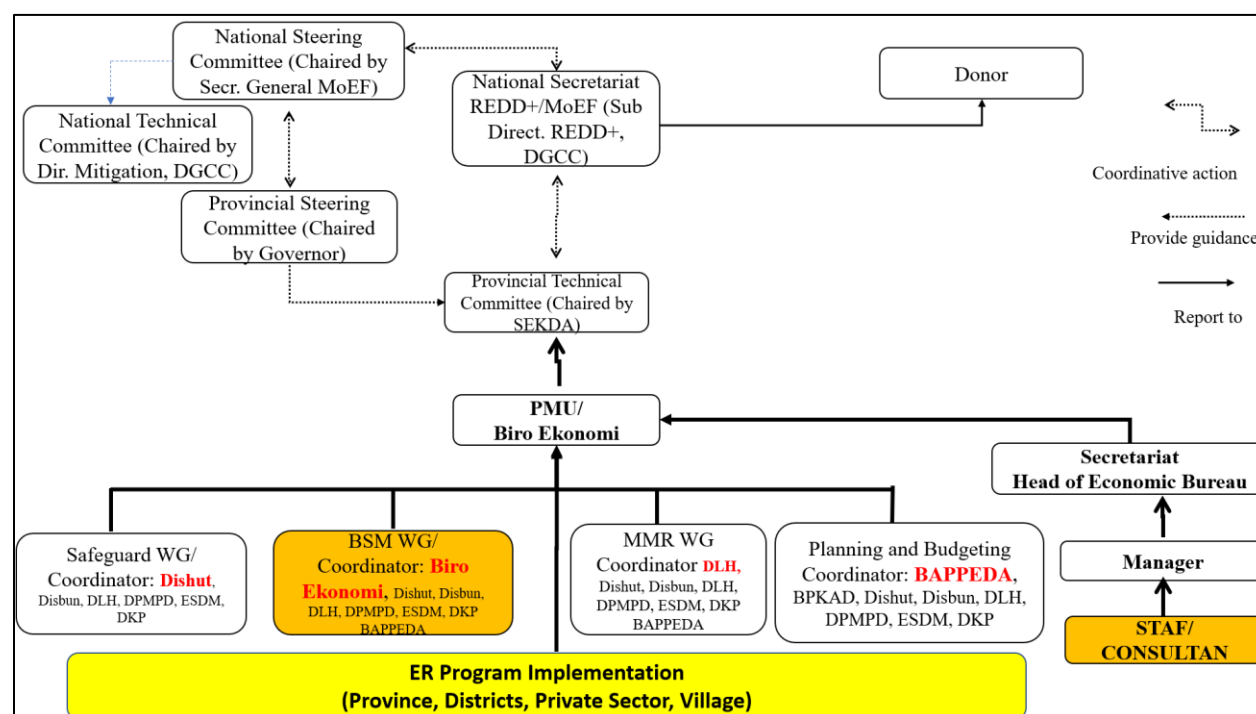 National Steering
Committee (Chaired by
Secr. General MoEF)
National Secretariat
REDD+/MoEF (Sub
Direct. REDD+,
DGCC)
Donor
National Technical
Committee (Chaired by
Dir. Mitigation, DGCC)
Coordinative action
Provincial Steering
Committee (Chaired
by Governor)
Provide guidance
Provincial Technical
Committee (Chaired by
SEKDA)
Report to
PMU/
Biro Ekonomi
Secretariat
Head of Economic Bureau
Safeguard WG/
Coordinator: Dishut,
Disbun, DLH, DPMPD, ESDM,
DKP
BSM WG/
Coordinator: Biro
Ekonomi, Dishut, Disbun,
DLH, DPMPD, ESDM, DKP
BAPPEDA
MMR WG
Coordinator DLH,
Dishut, Disbun, DLH,
DPMPD, ESDM, DKP
BAPPEDA
Planning and Budgeting
Coordinator: BAPPEDA,
BPKAD, Dishut, Disbun, DLH,
DPMPD, ESDM, DKP
Manager
STAF/
CONSULTAN
ER Program Implementation
(Province, Districts, Private Sector, Village)